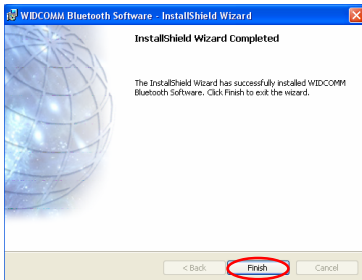 WIDCOMM Bluetooth Software - InstallShield Wizard
InstallShield Wizard Completed
The InstallShield Wizard has successfully installed WIDCOMM
Bluetooth Software. Click Finish to exit the wizard.
< Back Finish Cancel